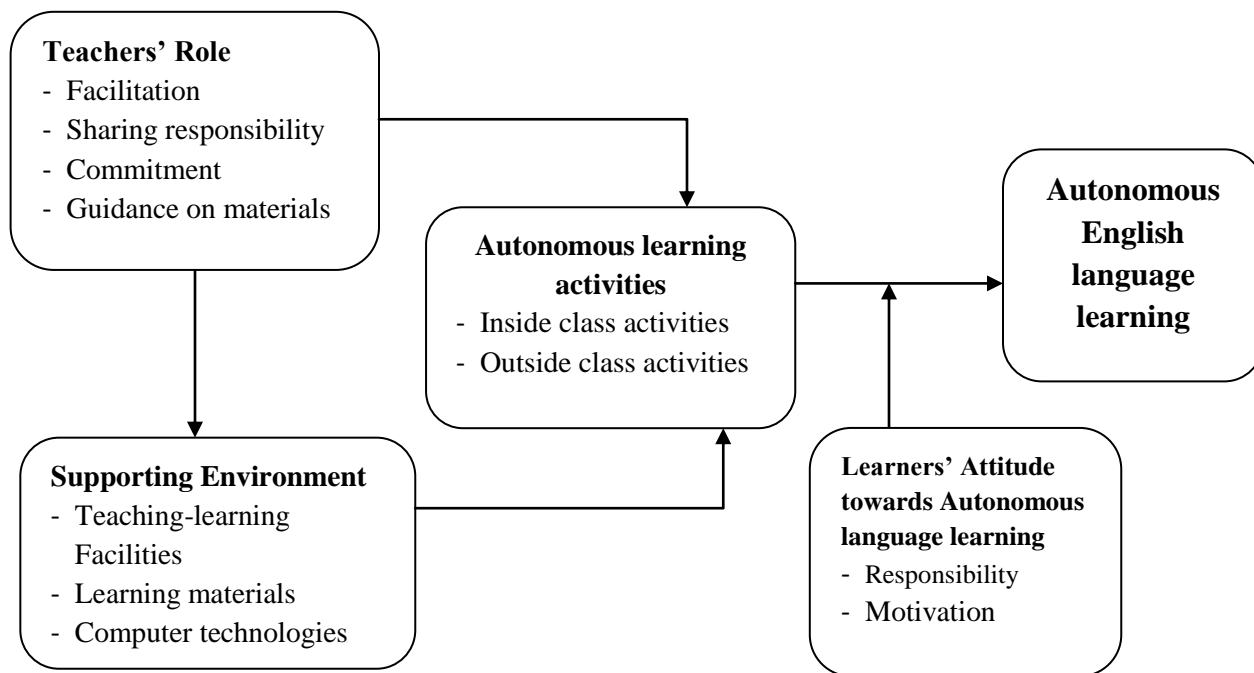 Teachers’ Role
- Facilitation
- Sharing responsibility
- Commitment
- Guidance on materials
Autonomous learning
activities
- Inside class activities
- Outside class activities
Autonomous
English
language
learning
Supporting Environment
- Teaching-learning
Facilities
- Learning materials
- Computer technologies
Learners’ Attitude
towards Autonomous
language learning
- Responsibility
- Motivation